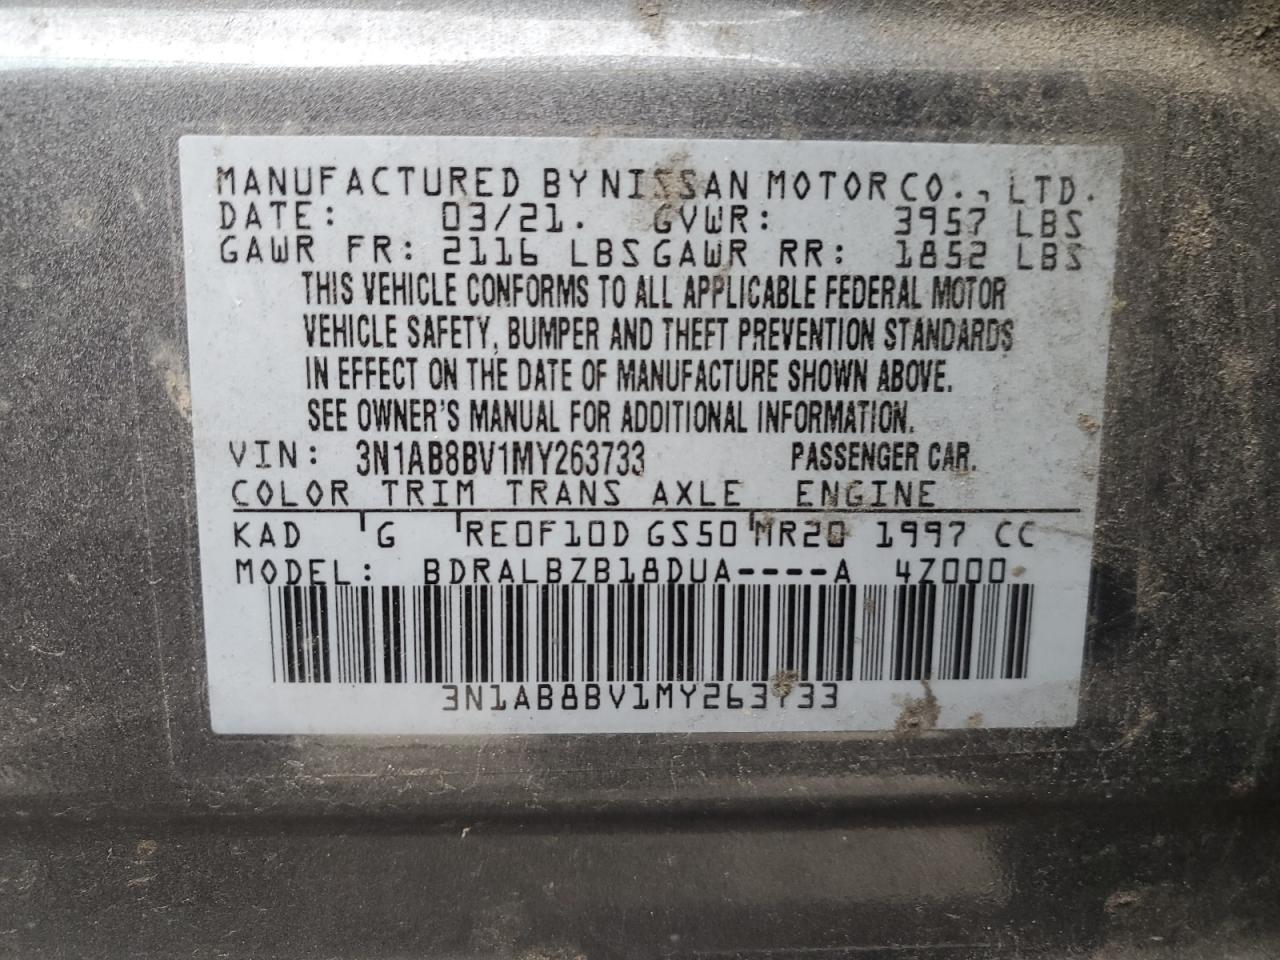 MANUFACTURED BY NISSAN MOTOR CO., LTD.
DATE: 03/21. GVWR: 3957 LBS
GAWR FR: 2116 LBS GAWR RR: 1852 LBS
THIS VEHICLE CONFORMS TO ALL APPLICABLE FEDERAL MOTOR
VEHICLE SAFETY, BUMPER AND THEFT PREVENTION STANDARDS
IN EFFECT ON THE DATE OF MANUFACTURE SHOWN ABOVE.
SEE OWNER'S MANUAL FOR ADDITIONAL INFORMATION.
VIN: 3N1AB8BV1MY263733 PASSENGER CAR.
COLOR TRIM TRANS AXLE ENGINE
KAD G RE0F10D GS50 MR20 1997 CC
MODEL: BDRALBZB18DUA----A 4Z000
3N1AB8BV1MY263733